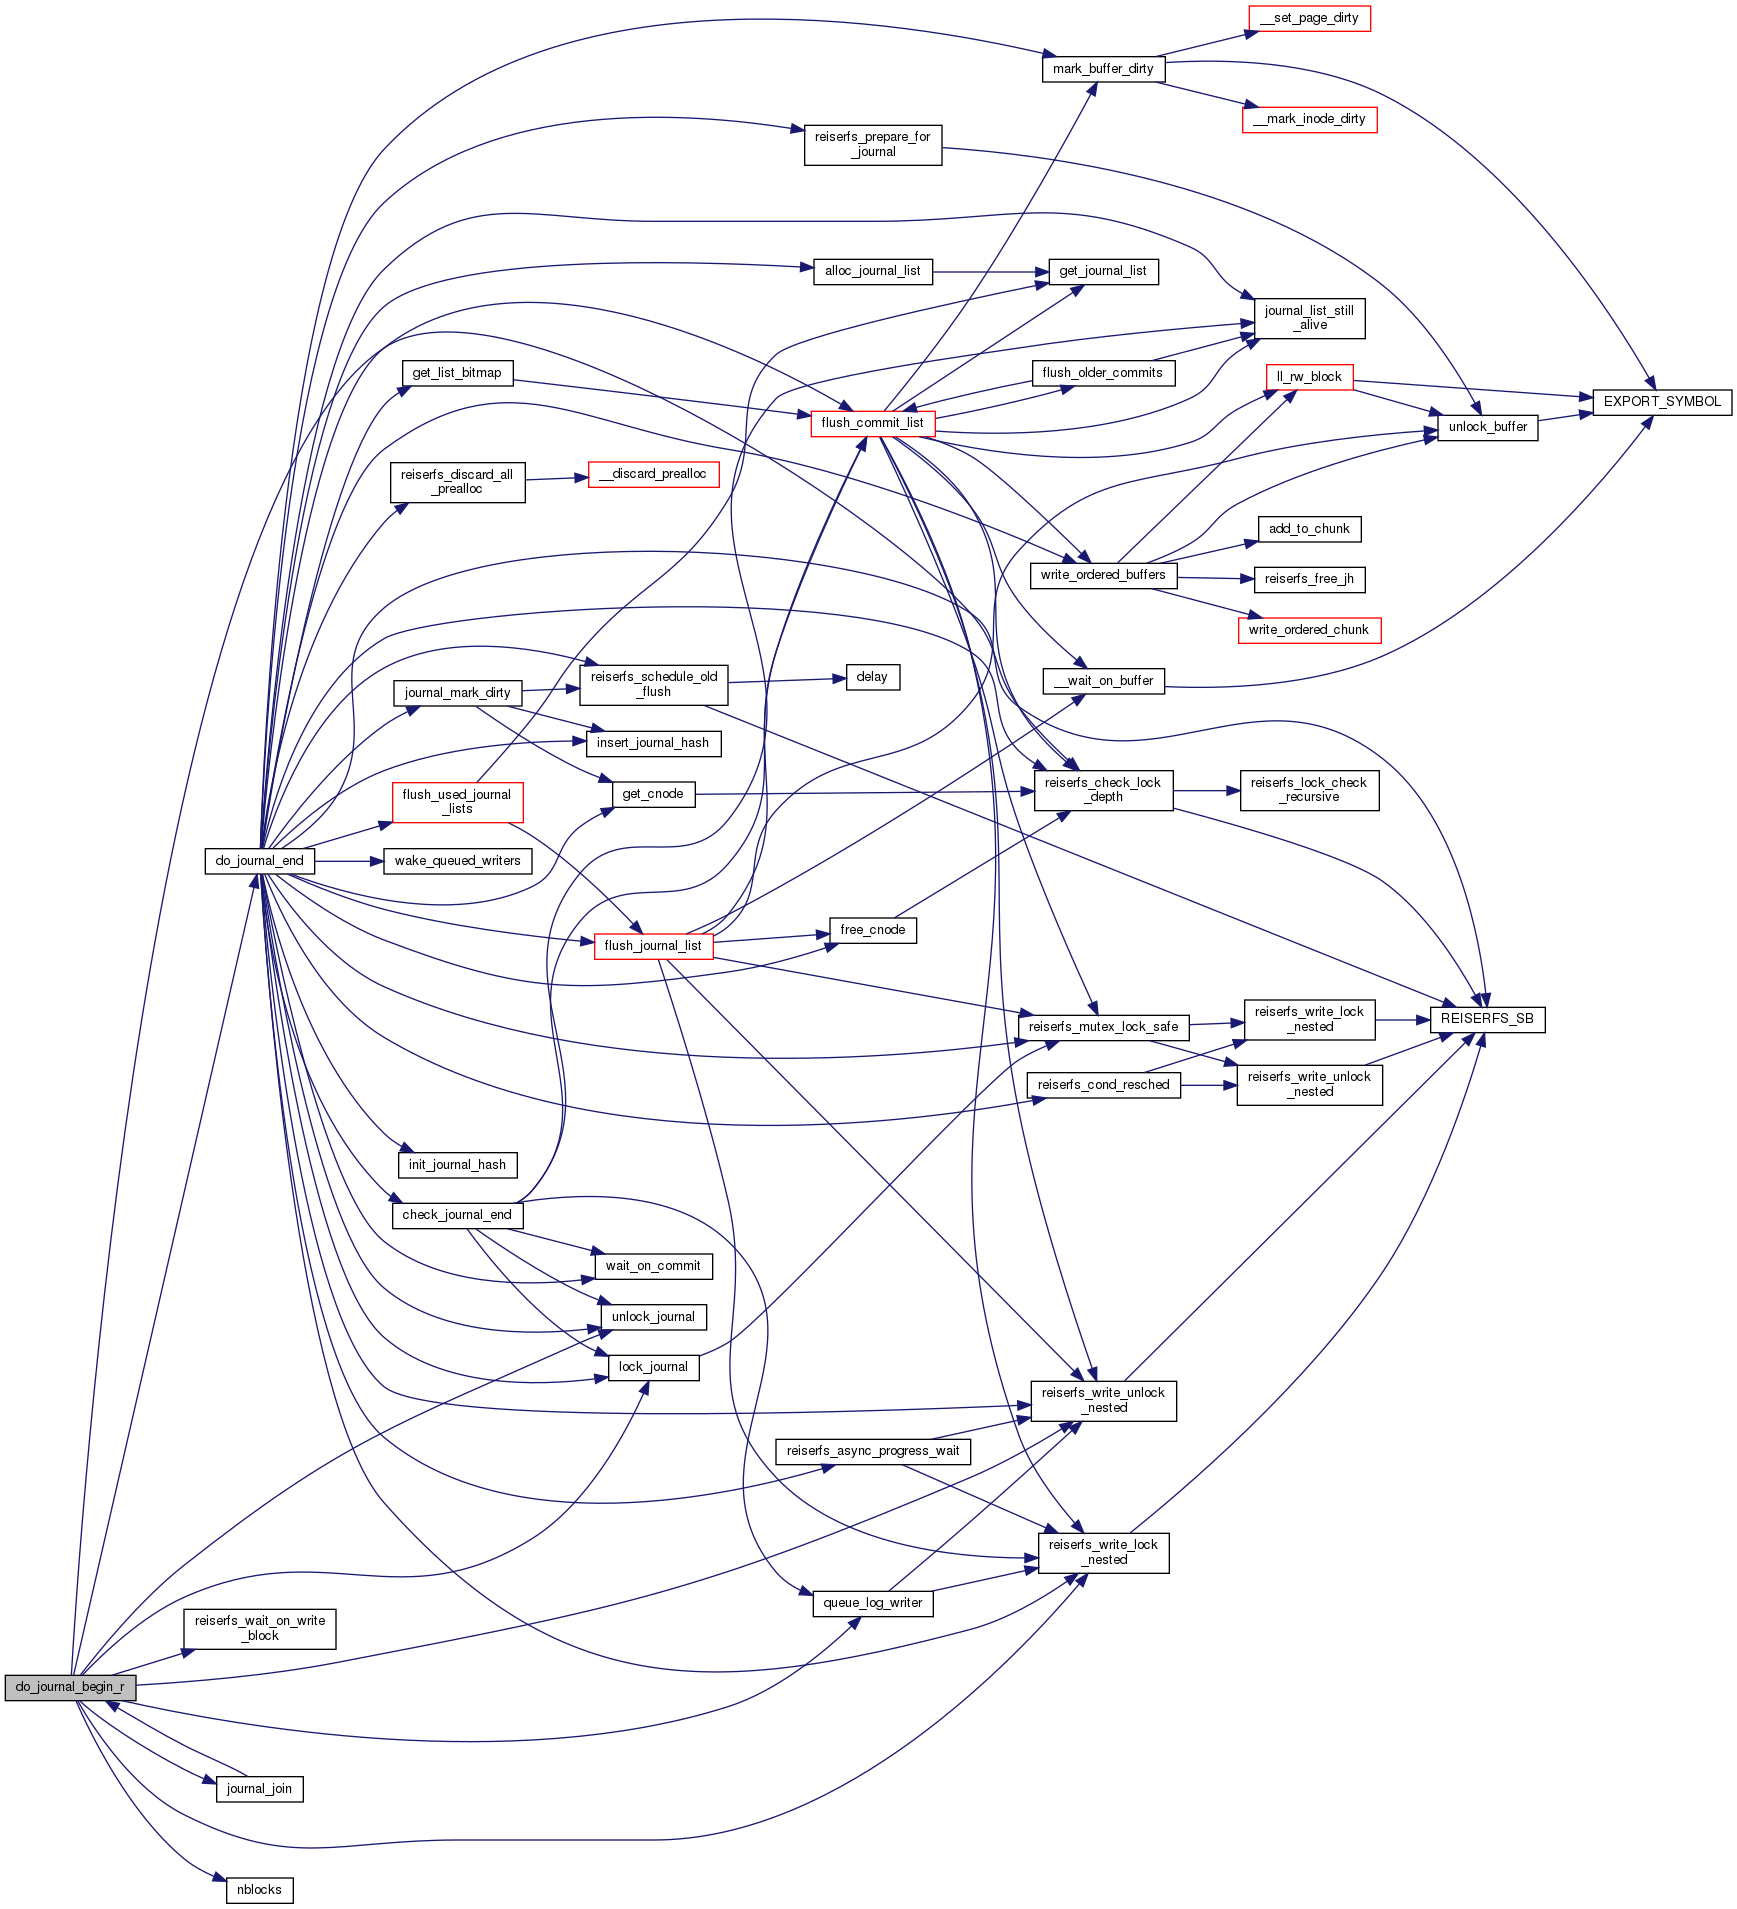 __set_page_dirty
mark_buffer_dirty
__mark_inode_dirty
reiserfs_prepare_for
_journal
alloc_journal_list
get_journal_list
journal_list_still
_alive
get_list_bitmap
flush_older_commits
ll_rw_block
EXPORT_SYMBOL
flush_commit_list
unlock_buffer
reiserfs_discard_all
_prealloc
__discard_prealloc
add_to_chunk
write_ordered_buffers
reiserfs_free_jh
write_ordered_chunk
journal_mark_dirty
reiserfs_schedule_old
_flush
delay
__wait_on_buffer
insert_journal_hash
flush_used_journal
_lists
get_cnode
reiserfs_check_lock
_depth
reiserfs_lock_check
_recursive
do_journal_end
wake_queued_writers
flush_journal_list
free_cnode
reiserfs_mutex_lock_safe
reiserfs_write_lock
_nested
REISERFS_SB
reiserfs_cond_resched
reiserfs_write_unlock
_nested
init_journal_hash
check_journal_end
wait_on_commit
unlock_journal
lock_journal
reiserfs_write_unlock
_nested
reiserfs_async_progress_wait
reiserfs_write_lock
_nested
queue_log_writer
reiserfs_wait_on_write
_block
do_journal_begin_r
journal_join
nblocks